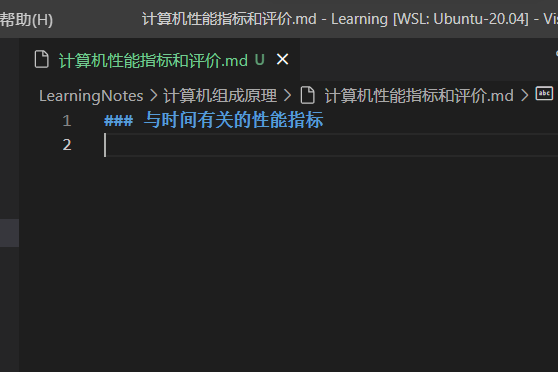 帮助(H) 计算机性能指标和评价.md - Learning [WSL: Ubuntu-20.04] - Vis
计算机性能指标和评价.md U
LearningNotes > 计算机组成原理 > 计算机性能指标和评价.md > abc
1 ### 与时间有关的性能指标
2